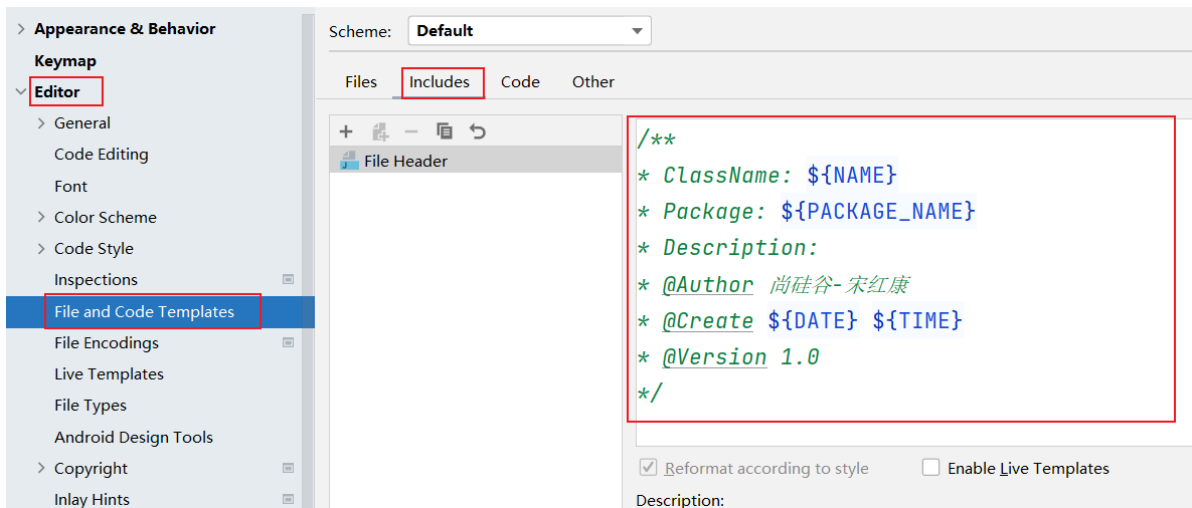 Appearance & Behavior
Keymap
Editor
General
Code Editing
Font
Color Scheme
Code Style
Inspections
File and Code Templates
File Encodings
Live Templates
File Types
Android Design Tools
Copyright
Inlay Hints
Scheme: Default
Files Includes Code Other
File Header
/**
* ClassName: ${NAME}
* Package: ${PACKAGE_NAME}
* Description:
* @Author 尚硅谷-宋红康
* @Create ${DATE} ${TIME}
* @Version 1.0
*/
Reformat according to style Enable Live Templates
Description: